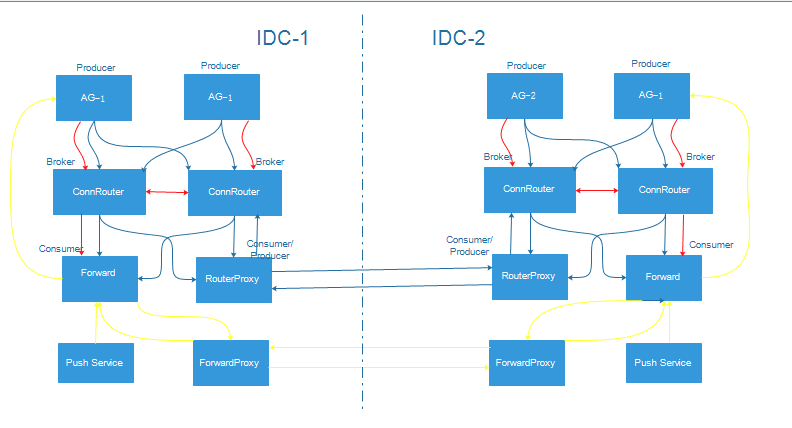 IDC-1
IDC-2
Producer
Producer
Producer
Producer
AG-1
AG-1
AG-2
AG-1
Broker
Broker
Broker
Broker
ConnRouter
ConnRouter
ConnRouter
ConnRouter
Consumer
Consumer/
Producer
Consumer/
Producer
Consumer
Forward
RouterProxy
RouterProxy
Forward
Push Service
ForwardProxy
ForwardProxy
Push Service